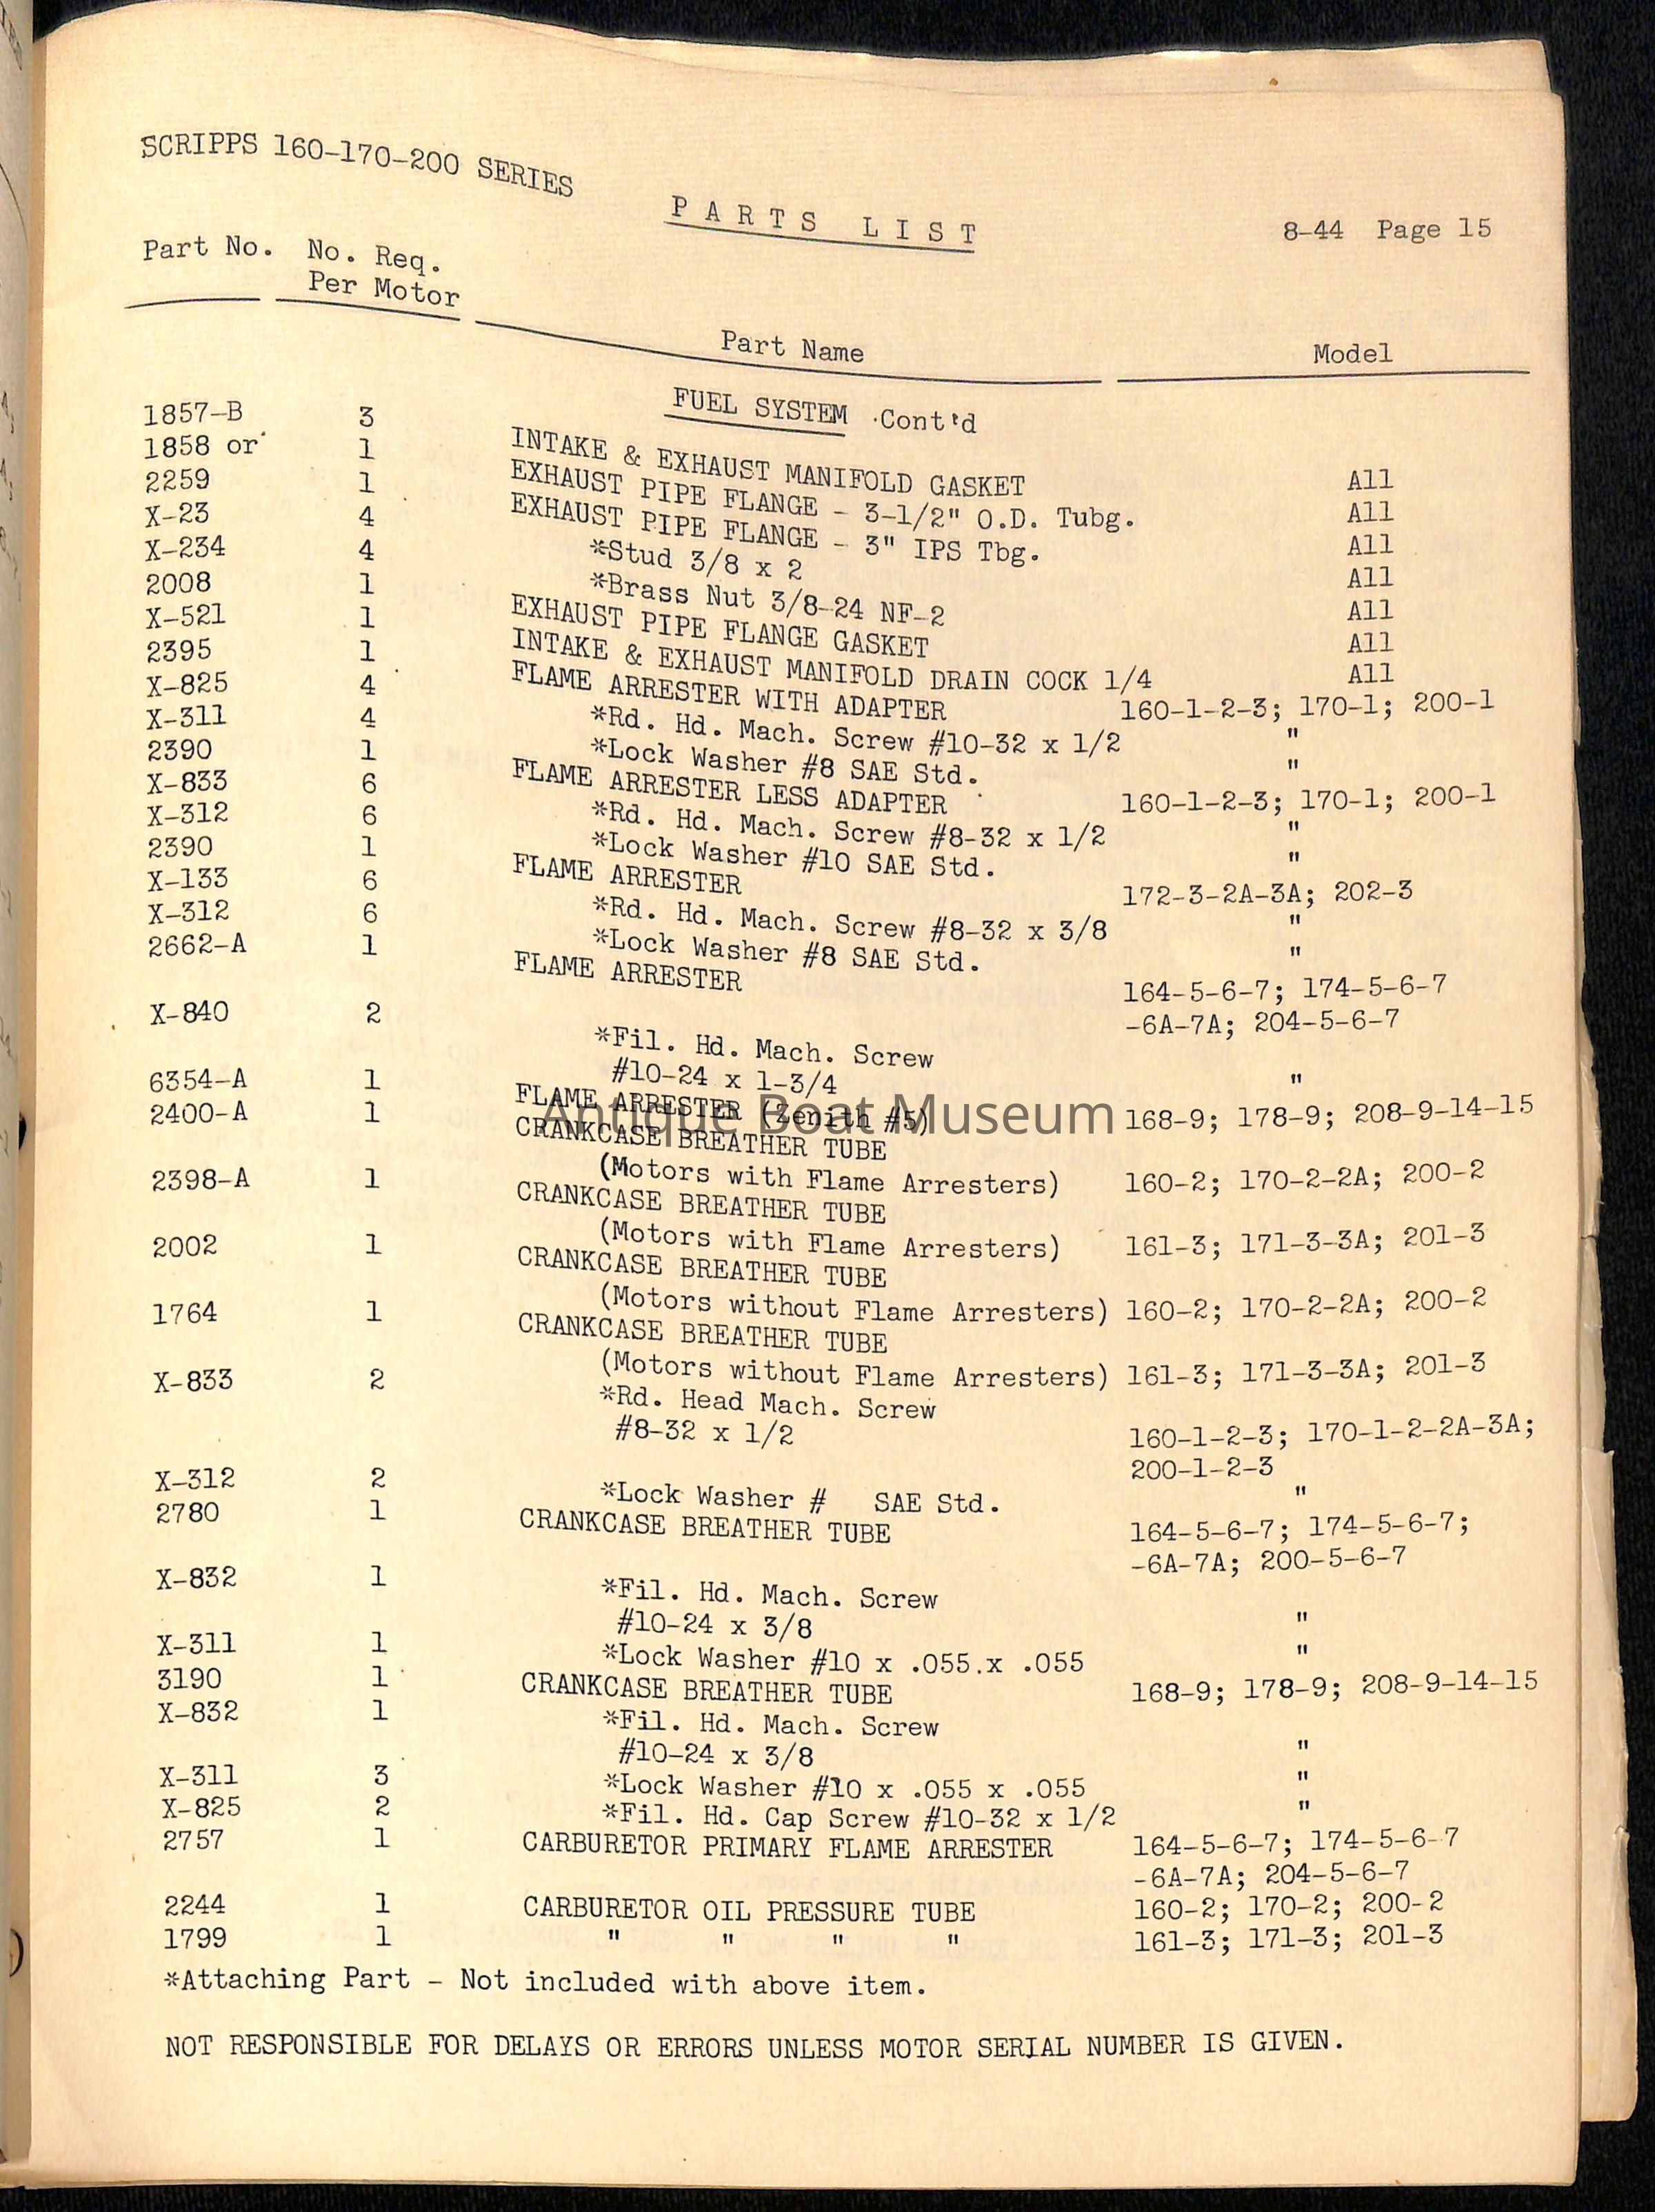 SCRIPPS 160-170-200 SERIES
PARTS LIST
8-44 Page 15
Part No. No. Req. Per Motor Part Name Model
FUEL SYSTEM Cont'd
1857-B 3 INTAKE & EXHAUST MANIFOLD GASKET All
1858 or 1 EXHAUST PIPE FLANGE - 3-1/2" O.D. Tubg. All
2259 1 EXHAUST PIPE FLANGE - 3" IPS Tbg. All
X-23 4 *Stud 3/8 x 2 All
X-234 4 *Brass Nut 3/8-24 NF-2 All
2008 1 EXHAUST PIPE FLANGE GASKET All
X-521 1 INTAKE & EXHAUST MANIFOLD DRAIN COCK 1/4 All
2395 1 FLAME ARRESTER WITH ADAPTER 160-1-2-3; 170-1; 200-1
X-825 4 *Rd. Hd. Mach. Screw #10-32 x 1/2 "
X-311 4 *Lock Washer #8 SAE Std. "
2390 1 FLAME ARRESTER LESS ADAPTER 160-1-2-3; 170-1; 200-1
X-833 6 *Rd. Hd. Mach. Screw #8-32 x 1/2 "
X-312 6 *Lock Washer #10 SAE Std. "
2390 1 FLAME ARRESTER 172-3-2A-3A; 202-3
X-133 6 *Rd. Hd. Mach. Screw #8-32 x 3/8 "
X-312 6 *Lock Washer #8 SAE Std. "
2662-A 1 FLAME ARRESTER 164-5-6-7; 174-5-6-7
-6A-7A; 204-5-6-7
X-840 2 *Fil. Hd. Mach. Screw
#10-24 x 1-3/4 "
6354-A 1 FLAME ARRESTER (Zenith #5) 168-9; 178-9; 208-9-14-15
2400-A 1 CRANKCASE BREATHER TUBE
(Motors with Flame Arresters) 160-2; 170-2-2A; 200-2
2398-A 1 CRANKCASE BREATHER TUBE
(Motors with Flame Arresters) 161-3; 171-3-3A; 201-3
2002 1 CRANKCASE BREATHER TUBE
(Motors without Flame Arresters) 160-2; 170-2-2A; 200-2
1764 1 CRANKCASE BREATHER TUBE
(Motors without Flame Arresters) 161-3; 171-3-3A; 201-3
X-833 2 *Rd. Head Mach. Screw
#8-32 x 1/2 160-1-2-3; 170-1-2-2A-3A;
200-1-2-3
X-312 2 *Lock Washer # SAE Std. "
2780 1 CRANKCASE BREATHER TUBE 164-5-6-7; 174-5-6-7;
-6A-7A; 200-5-6-7
X-832 1 *Fil. Hd. Mach. Screw
#10-24 x 3/8 "
X-311 1 *Lock Washer #10 x .055 x .055 "
3190 1 CRANKCASE BREATHER TUBE 168-9; 178-9; 208-9-14-15
X-832 1 *Fil. Hd. Mach. Screw
#10-24 x 3/8 "
X-311 3 *Lock Washer #10 x .055 x .055 "
X-825 2 *Fil. Hd. Cap Screw #10-32 x 1/2 "
2757 1 CARBURETOR PRIMARY FLAME ARRESTER 164-5-6-7; 174-5-6-7
-6A-7A; 204-5-6-7
2244 1 CARBURETOR OIL PRESSURE TUBE 160-2; 170-2; 200-2
1799 1 " " " " 161-3; 171-3; 201-3
*Attaching Part - Not included with above item.
NOT RESPONSIBLE FOR DELAYS OR ERRORS UNLESS MOTOR SERIAL NUMBER IS GIVEN.
Antique Boat Museum